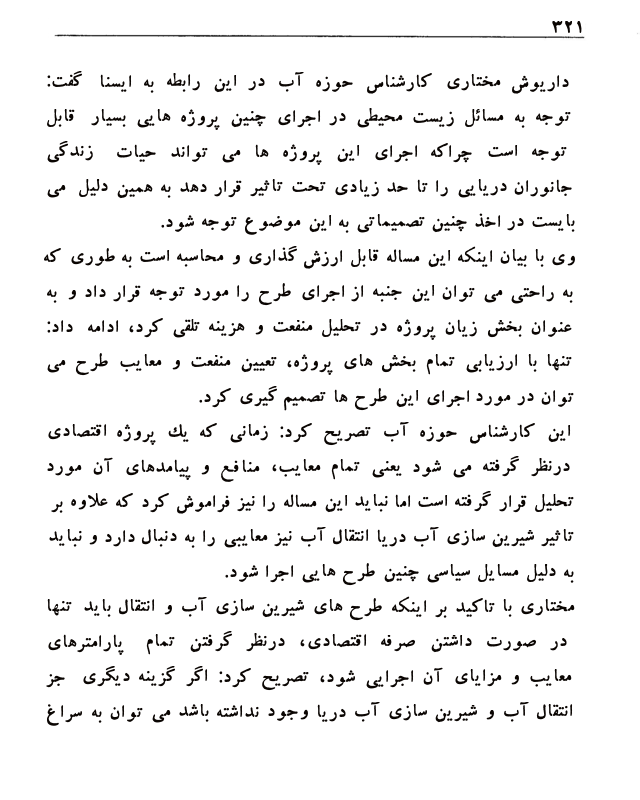 ۳۲۱
داریوش مختاری کارشناس حوزه آب در این رابطه به ایسنا گفت:
توجه به مسائل زیست محیطی در اجرای چنین پروژه هایی بسیار قابل
توجه است چراکه اجرای این پروژه ها می تواند حیات زندگی
جانوران دریایی را تا حد زیادی تحت تاثیر قرار دهد به همین دلیل می
بایست در اخذ چنین تصمیماتی به این موضوع توجه شود.
وی با بیان اینکه این مساله قابل ارزش گذاری و محاسبه است به طوری که
به راحتی می توان این جنبه از اجرای طرح را مورد توجه قرار داد و به
عنوان بخش زیان پروژه در تحلیل منفعت و هزینه تلقی کرد، ادامه داد:
تنها با ارزیابی تمام بخش های پروژه، تعیین منفعت و معایب طرح می
توان در مورد اجرای این طرح ها تصمیم گیری کرد.
این کارشناس حوزه آب تصریح کرد: زمانی که یك پروژه اقتصادی
درنظر گرفته می شود یعنی تمام معایب، منافع و پیامدهای آن مورد
تحلیل قرار گرفته است اما نباید این مساله را نیز فراموش کرد که علاوه بر
تاثیر شیرین سازی آب دریا انتقال آب نیز معایبی را به دنبال دارد و نباید
به دلیل مسایل سیاسی چنین طرح هایی اجرا شود.
مختاری با تاکید بر اینکه طرح های شیرین سازی آب و انتقال باید تنها
در صورت داشتن صرفه اقتصادی، درنظر گرفتن تمام پارامترهای
معایب و مزایای آن اجرایی شود، تصریح کرد: اگر گزینه دیگری جز
انتقال آب و شیرین سازی آب دریا وجود نداشته باشد می توان به سراغ